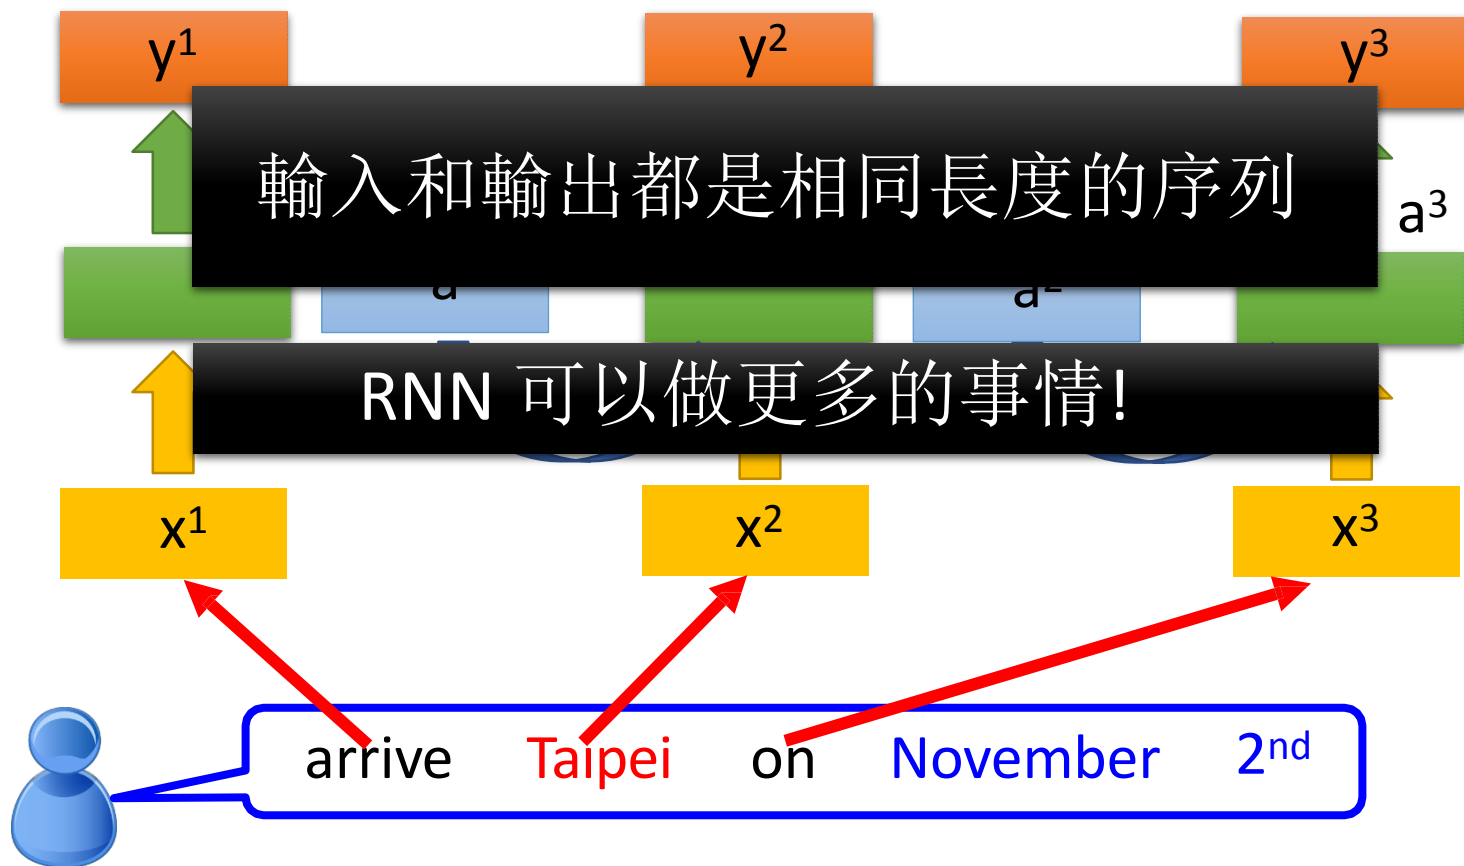 y¹ y² y³
輸入和輸出都是相同長度的序列
a³
a a²
RNN 可以做更多的事情!
x¹ x² x³
arrive Taipei on November 2nd